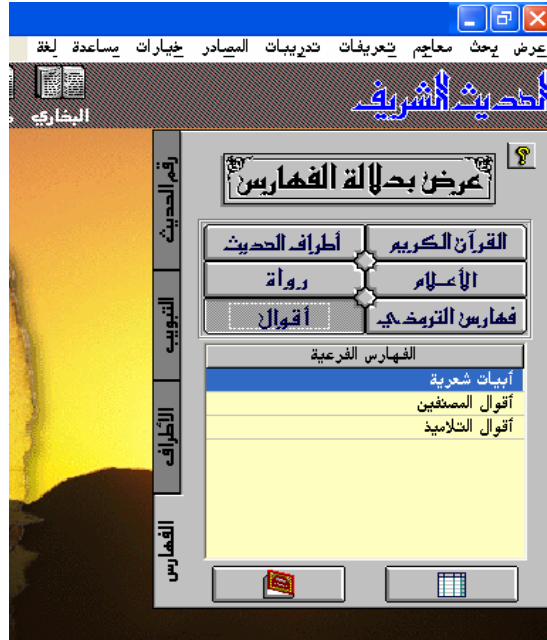 عرض بحث معاجم تعريفات تدريبات المصادر خيارات مساعدة لغة
الحديث الشريف
البخاري
عرض بدلالة الفهارس
القرآن الكريم
أطراف الحديث
الأعلام
رواة
فهارس الترمذي
أقوال
الفهارس الفرعية
أبيات شعرية
أقوال المصنفين
أقوال التلاميذ
رقم الحديث
التبويب
الأطراف
الفهارس